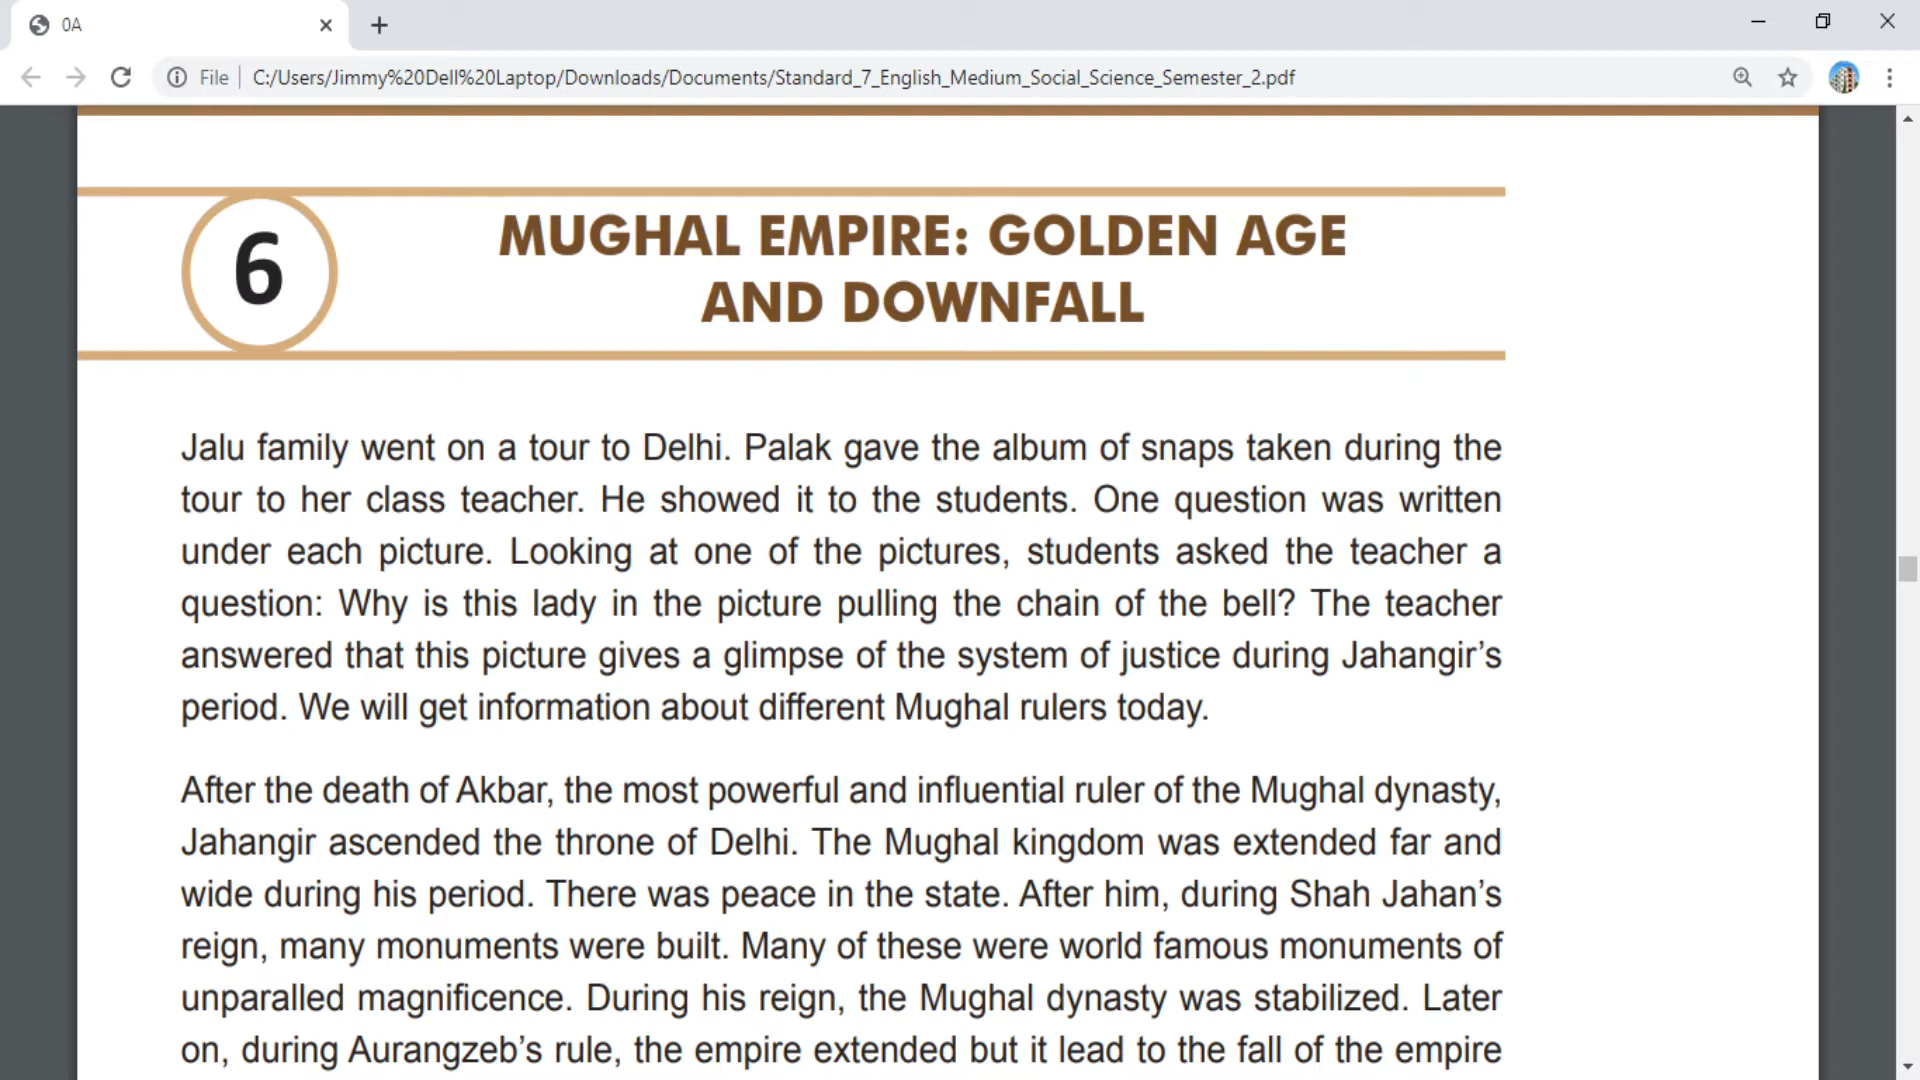 0A
File
C:/Users/Jimmy%20Dell%20Laptop/Downloads/Documents/Standard_7_English_Medium_Social_Science_Semester_2.pdf
6
MUGHAL EMPIRE: GOLDEN AGE
AND DOWNFALL
Jalu family went on a tour to Delhi. Palak gave the album of snaps taken during the
tour to her class teacher. He showed it to the students. One question was written
under each picture. Looking at one of the pictures, students asked the teacher a
question: Why is this lady in the picture pulling the chain of the bell? The teacher
answered that this picture gives a glimpse of the system of justice during Jahangir’s
period. We will get information about different Mughal rulers today.
After the death of Akbar, the most powerful and influential ruler of the Mughal dynasty,
Jahangir ascended the throne of Delhi. The Mughal kingdom was extended far and
wide during his period. There was peace in the state. After him, during Shah Jahan’s
reign, many monuments were built. Many of these were world famous monuments of
unparalled magnificence. During his reign, the Mughal dynasty was stabilized. Later
on, during Aurangzeb’s rule, the empire extended but it lead to the fall of the empire